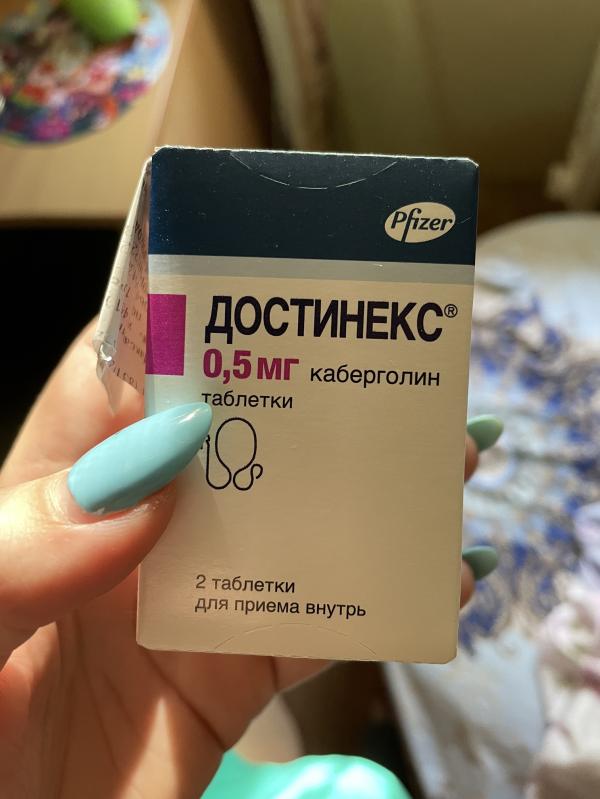 Pfizer
ДОСТИНЕКС®
0,5 мг каберголин
таблетки
2 таблетки
для приема внутрь